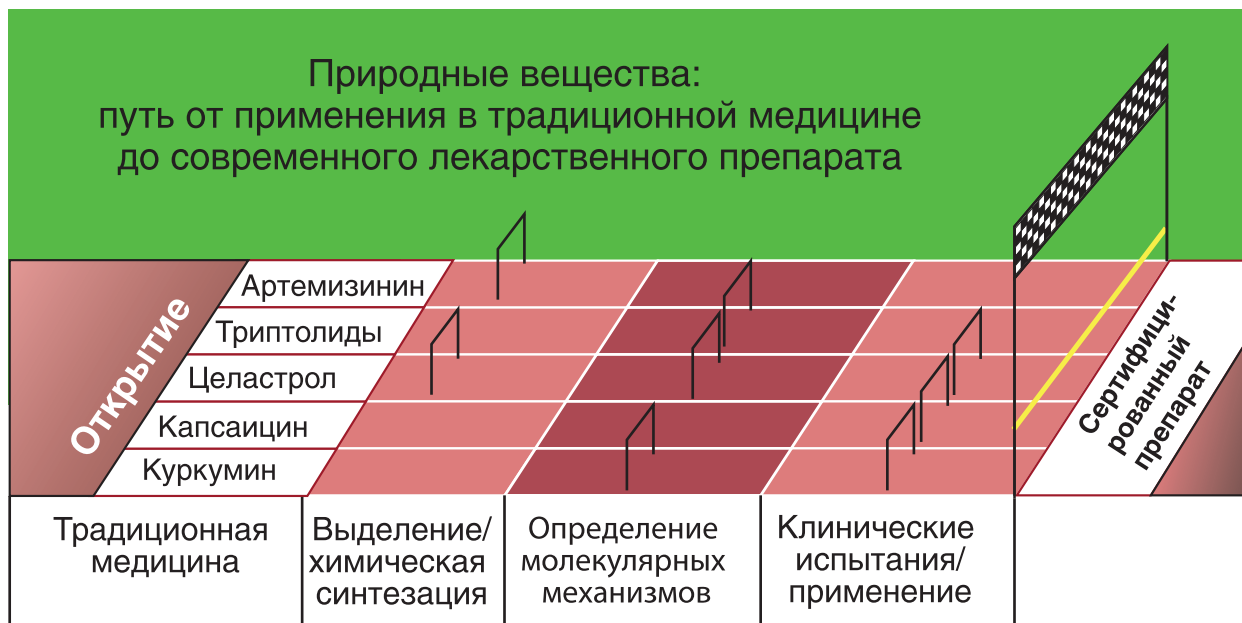 Природные вещества:
путь от применения в традиционной медицине
до современного лекарственного препарата
Открытие
Артемизинин
Триптолиды
Целастрол
Капсаицин
Куркумин
Сертифици-
рованный
препарат
Традиционная
медицина
Выделение/
химическая
синтезация
Определение
молекулярных
механизмов
Клинические
испытания/
применение